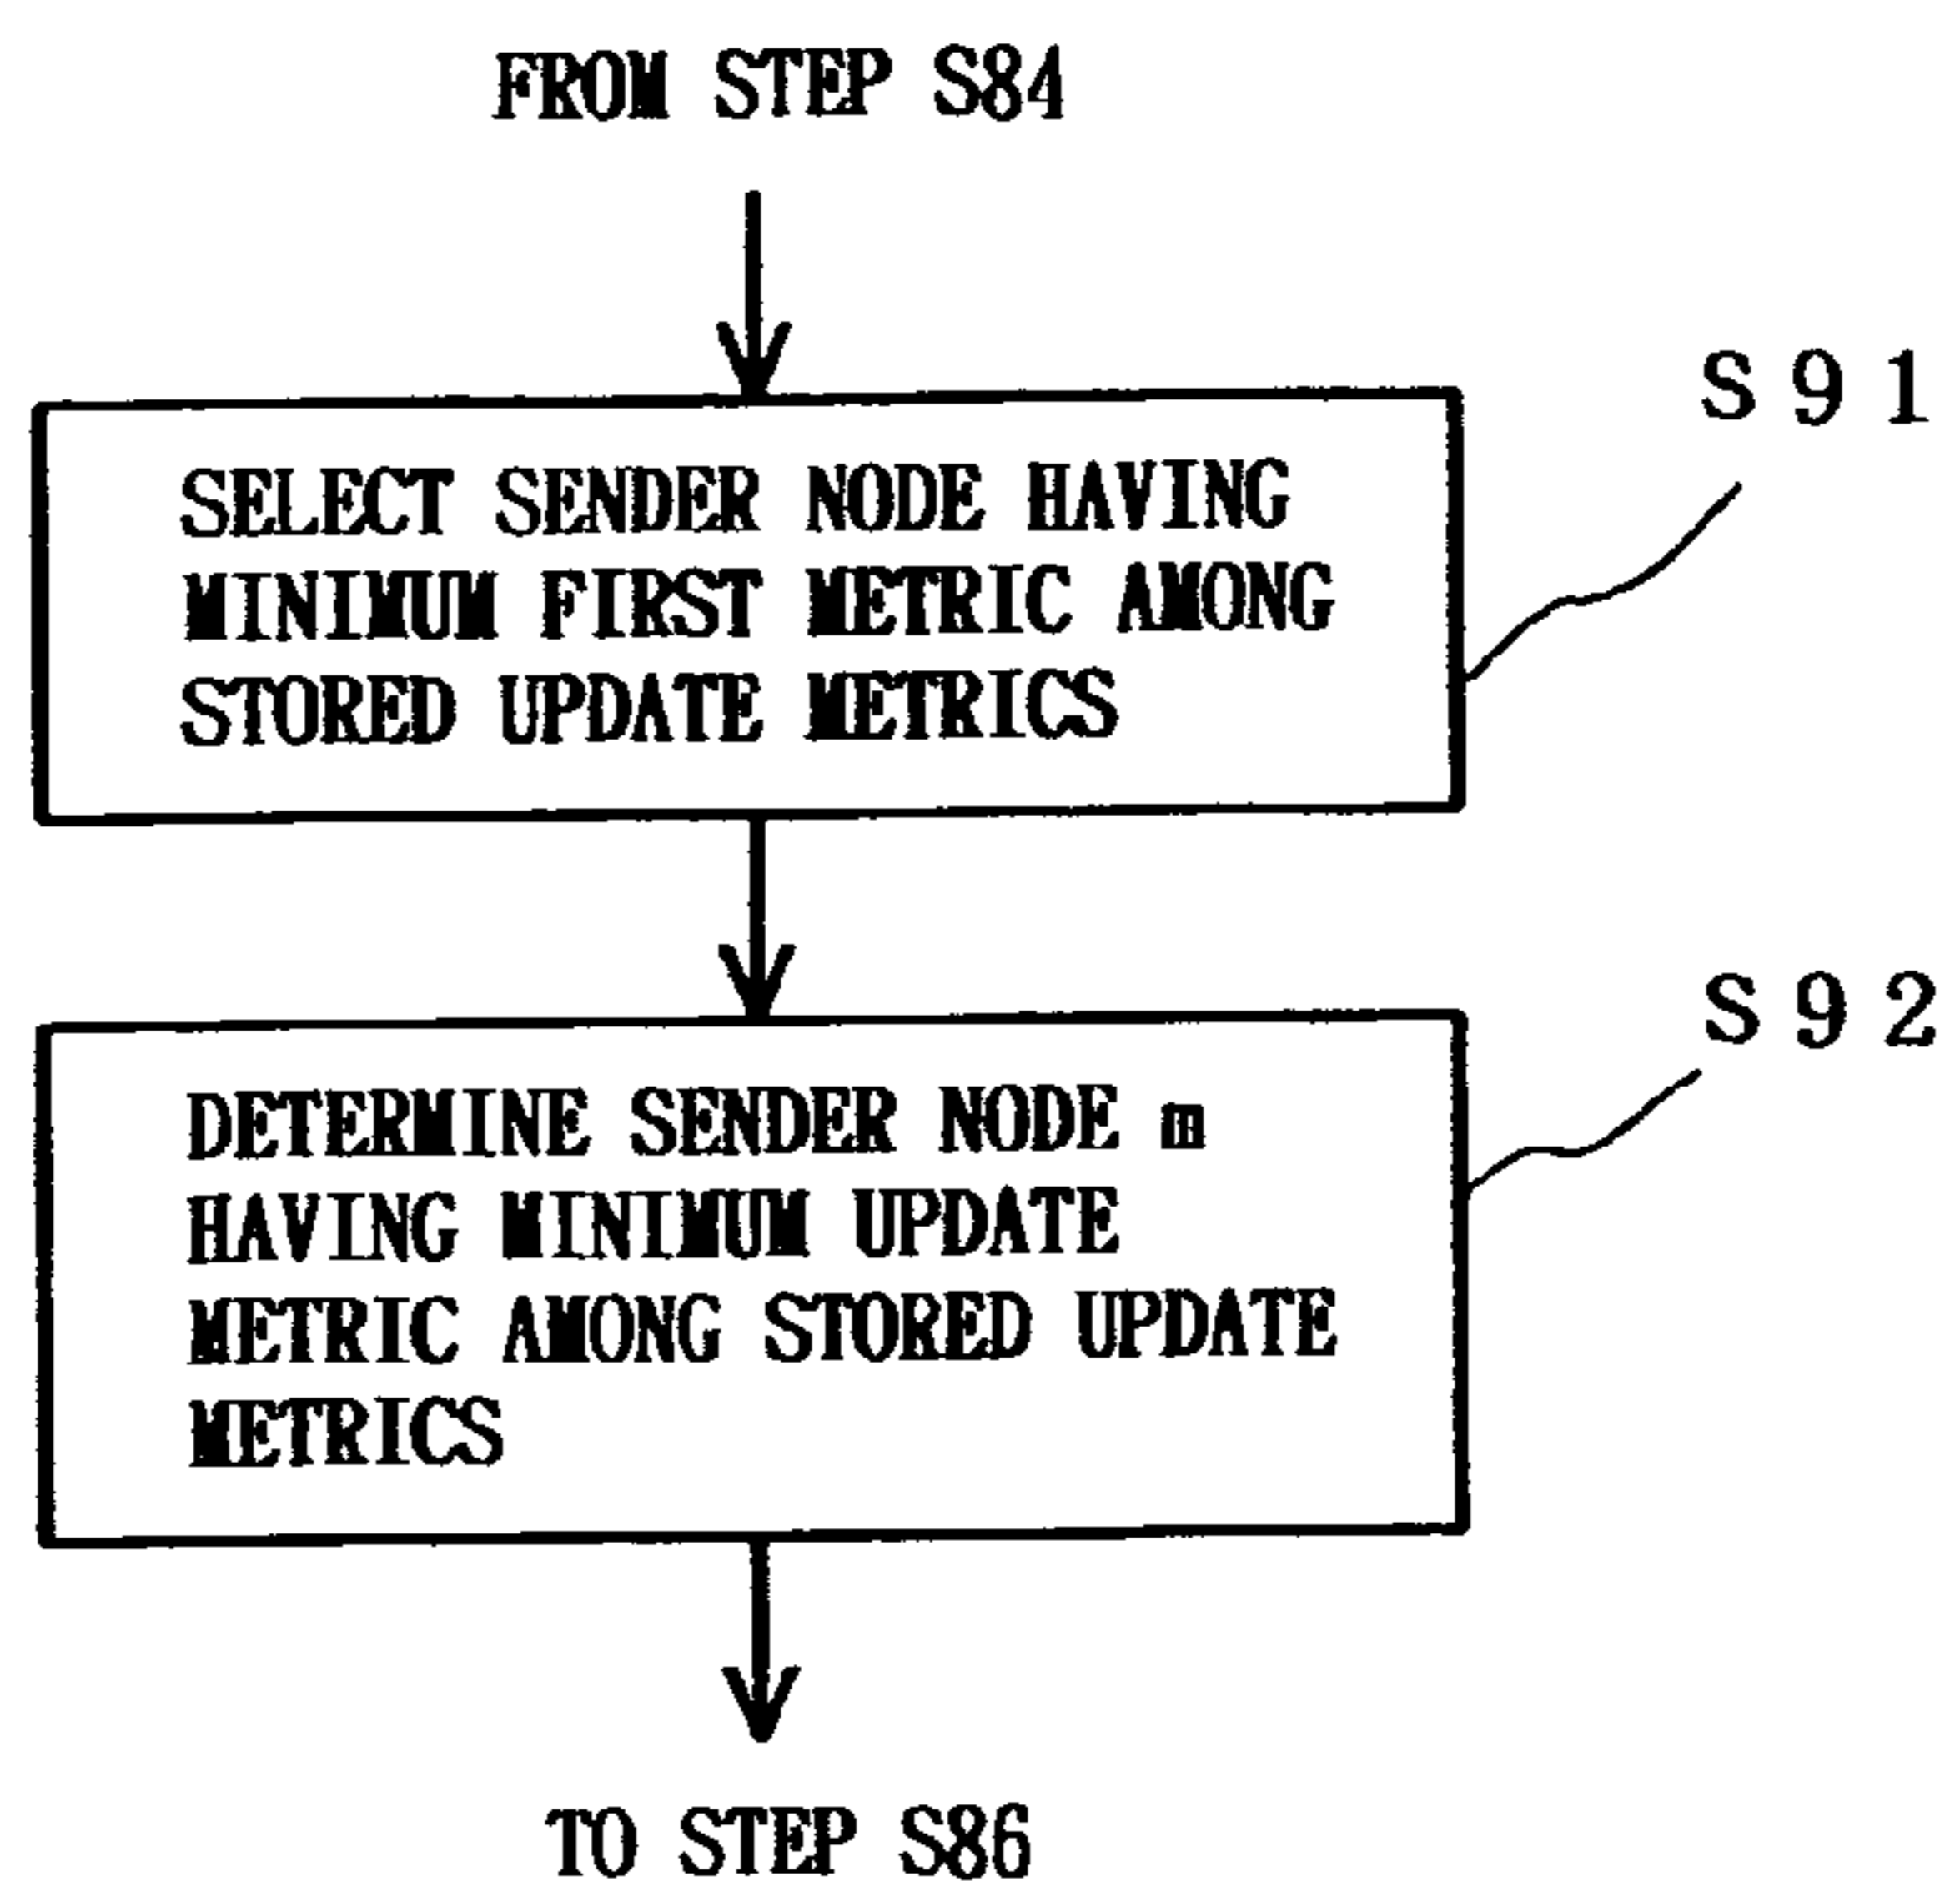 FROM STEP S84
S91
SELECT SENDER NODE HAVING
MINIMUM FIRST METRIC AMONG
STORED UPDATE METRICS
S92
DETERMINE SENDER NODE m
HAVING MINIMUM UPDATE
METRIC AMONG STORED UPDATE
METRICS
TO STEP S86